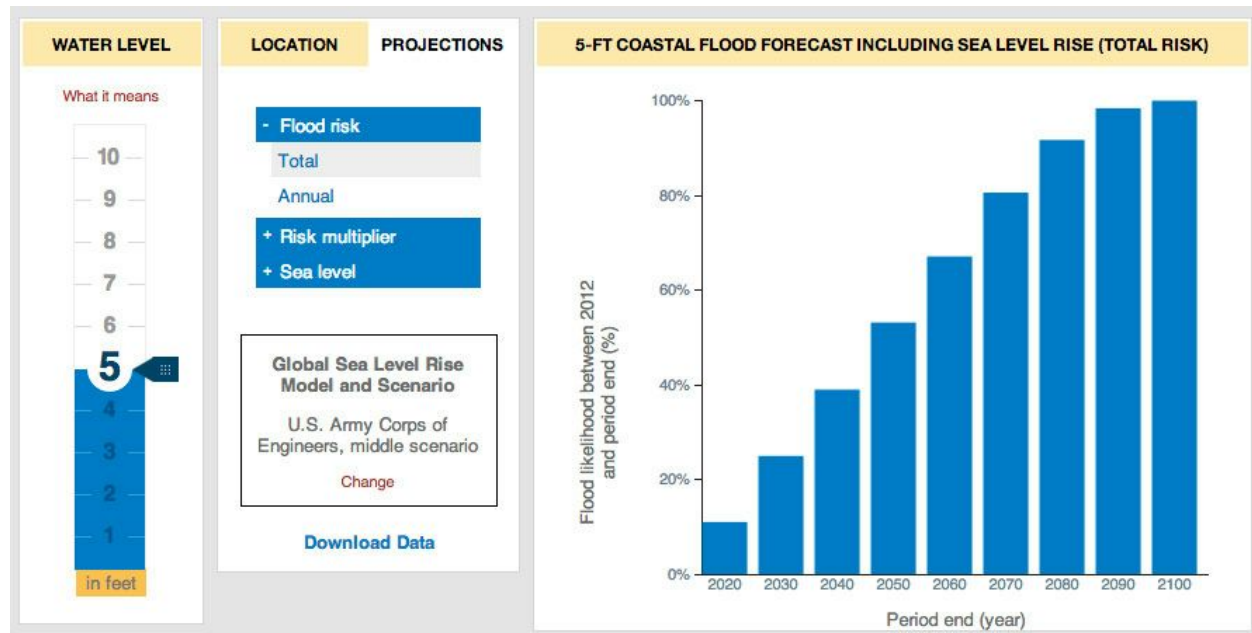 WATER LEVEL
What it means
10
9
8
7
6
5
4
3
2
1
in feet
LOCATION
PROJECTIONS
- Flood risk
Total
Annual
+ Risk multiplier
+ Sea level
Global Sea Level Rise
Model and Scenario
U.S. Army Corps of
Engineers, middle scenario
Change
Download Data
5-FT COASTAL FLOOD FORECAST INCLUDING SEA LEVEL RISE (TOTAL RISK)
Flood likelihood between 2012
and period end (%)
100%
80%
60%
40%
20%
0%
2020 2030 2040 2050 2060 2070 2080 2090 2100
Period end (year)